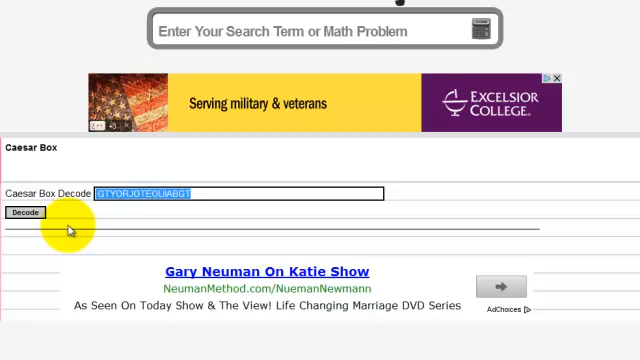 Enter Your Search Term or Math Problem
Serving military & veterans
EXCELSIOR
COLLEGE
+3
Caesar Box
Caesar Box Decode GTYORJOTEOUIABGT
Decode
Gary Neuman On Katie Show
NeumanMethod.com/NuemanNewmann
As Seen On Today Show & The View! Life Changing Marriage DVD Series
AdChoices